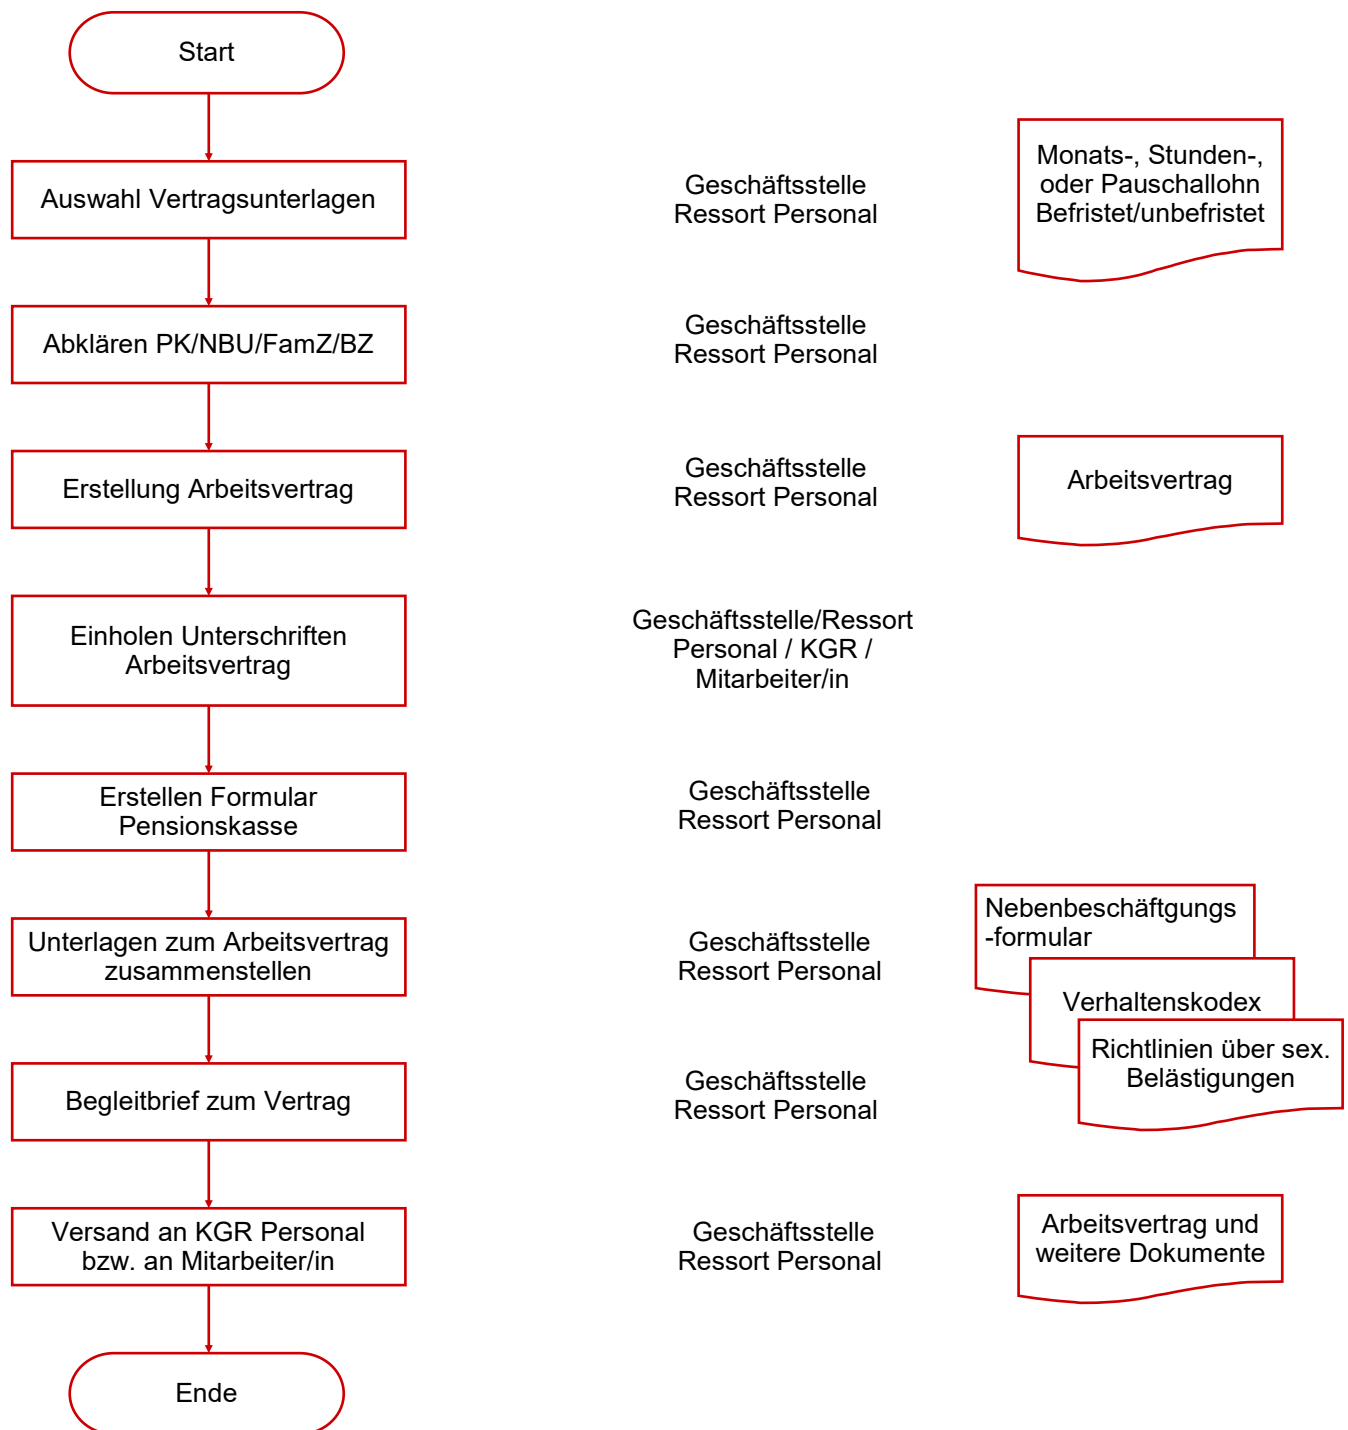 Start
Auswahl Vertragsunterlagen
Geschäftsstelle
Ressort Personal
Monats-, Stunden-,
oder Pauschallohn
Befristet/unbefristet
Abklären PK/NBU/FamZ/BZ
Geschäftsstelle
Ressort Personal
Erstellung Arbeitsvertrag
Geschäftsstelle
Ressort Personal
Arbeitsvertrag
Einholen Unterschriften
Arbeitsvertrag
Geschäftsstelle/Ressort
Personal / KGR /
Mitarbeiter/in
Erstellen Formular
Pensionskasse
Geschäftsstelle
Ressort Personal
Unterlagen zum Arbeitsvertrag
zusammenstellen
Geschäftsstelle
Ressort Personal
Nebenbeschäftgungs
-formular
Verhaltenskodex
Richtlinien über sex.
Belästigungen
Begleitbrief zum Vertrag
Geschäftsstelle
Ressort Personal
Versand an KGR Personal
bzw. an Mitarbeiter/in
Geschäftsstelle
Ressort Personal
Arbeitsvertrag und
weitere Dokumente
Ende